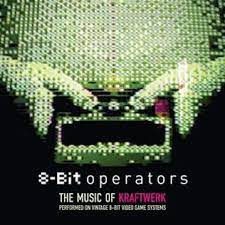 8-Bit operators
THE MUSIC OF KRAFTWERK
PERFORMED ON VINTAGE 8-BIT VIDEO GAME SYSTEMS